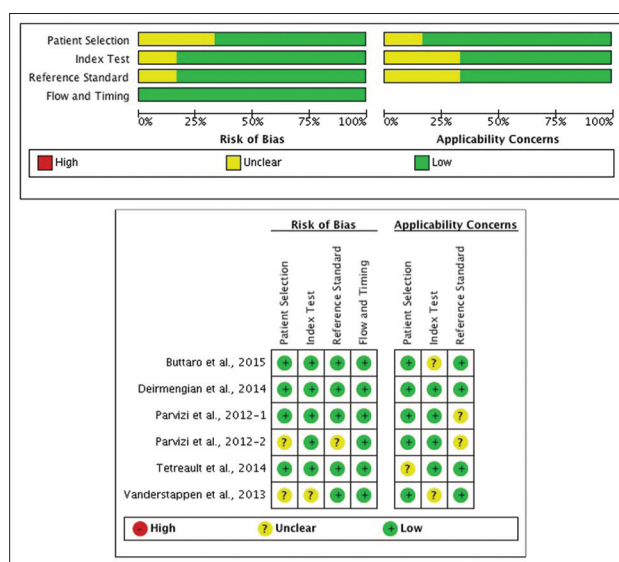 Patient Selection
Index Test
Reference Standard
Flow and Timing
0% 25% 50% 75% 100% 0% 25% 50% 75% 100%
Risk of Bias Applicability Concerns
High Unclear Low
Risk of Bias Applicability Concerns
Patient Selection Index Test Reference Standard Flow and Timing Patient Selection Index Test Reference Standard
Buttaro et al., 2015 + + + + + ? +
Deirmengian et al., 2014 + + + + + + +
Parvizi et al., 2012-1 + + + + + + ?
Parvizi et al., 2012-2 ? + ? + + + ?
Tetreault et al., 2014 + + + + ? + +
Vanderstappen et al., 2013 ? ? + + + ? +
- High ? Unclear + Low